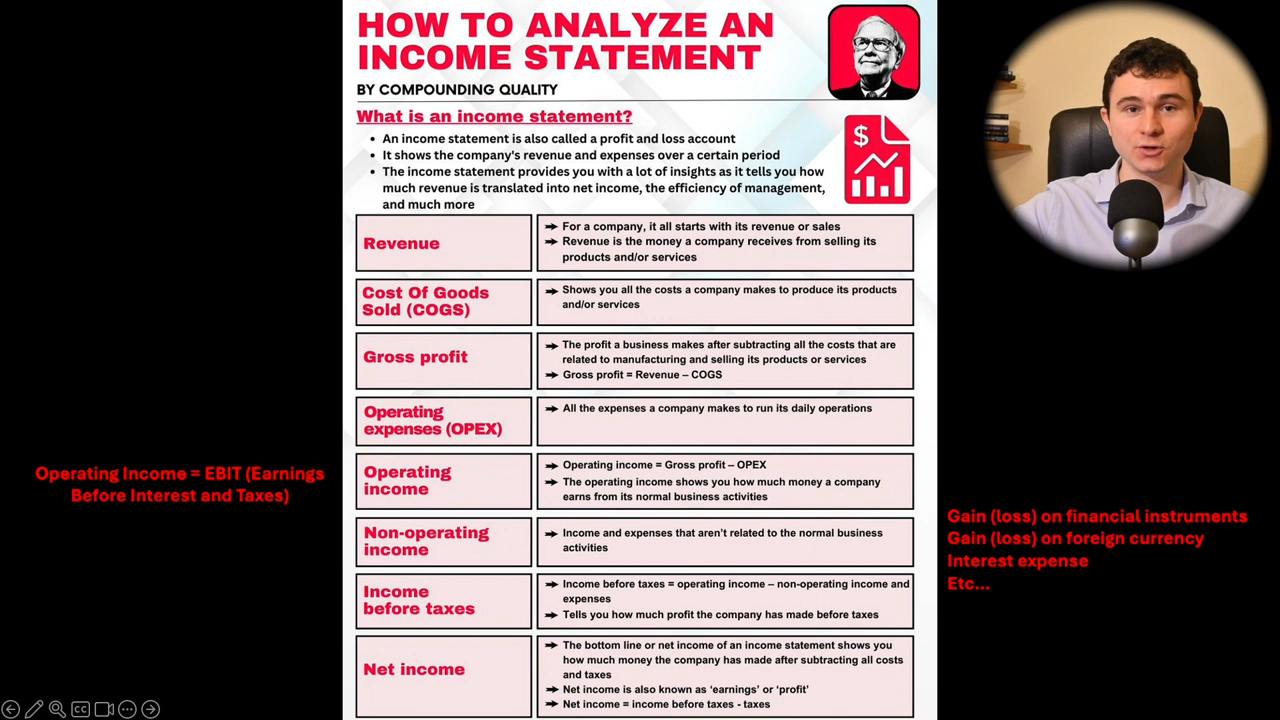 HOW TO ANALYZE AN
INCOME STATEMENT
BY COMPOUNDING QUALITY
What is an income statement?
• An income statement is also called a profit and loss account
• It shows the company's revenue and expenses over a certain period
• The income statement provides you with a lot of insights as it tells you how
much revenue is translated into net income, the efficiency of management,
and much more
$
Revenue
➔ For a company, it all starts with its revenue or sales
➔ Revenue is the money a company receives from selling its
products and/or services
Cost Of Goods
Sold (COGS)
➔ Shows you all the costs a company makes to produce its products
and/or services
Gross profit
➔ The profit a business makes after subtracting all the costs that are
related to manufacturing and selling its products or services
➔ Gross profit = Revenue – COGS
Operating
expenses (OPEX)
➔ All the expenses a company makes to run its daily operations
Operating Income = EBIT (Earnings
Before Interest and Taxes)
Operating
income
➔ Operating income = Gross profit – OPEX
➔ The operating income shows you how much money a company
earns from its normal business activities
Non-operating
income
➔ Income and expenses that aren't related to the normal business
activities
Gain (loss) on financial instruments
Gain (loss) on foreign currency
Interest expense
Etc...
Income
before taxes
➔ Income before taxes = operating income – non-operating income and
expenses
➔ Tells you how much profit the company has made before taxes
Net income
➔ The bottom line or net income of an income statement shows you
how much money the company has made after subtracting all costs
and taxes
➔ Net income is also known as ‘earnings’ or ‘profit’
➔ Net income = income before taxes - taxes
CC